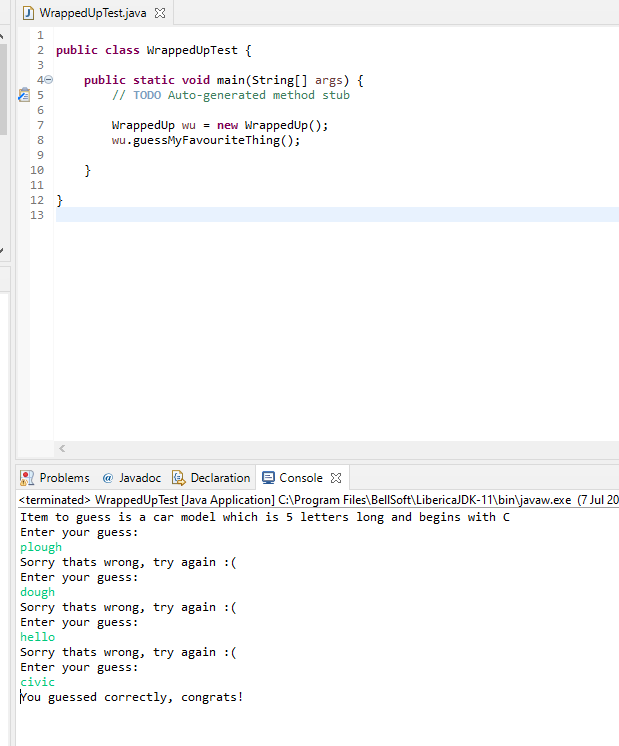 WrappedUpTest.java
1
2 public class WrappedUpTest {
3
4 public static void main(String[] args) {
5 // TODO Auto-generated method stub
6
7 WrappedUp wu = new WrappedUp();
8 wu.guessMyFavouriteThing();
9
10 }
11
12 }
13
Problems @ Javadoc Declaration Console
<terminated> WrappedUpTest [Java Application] C:\Program Files\BellSoft\LibericaJDK-11\bin\javaw.exe (7 Jul 20
Item to guess is a car model which is 5 letters long and begins with C
Enter your guess:
plough
Sorry thats wrong, try again :(
Enter your guess:
dough
Sorry thats wrong, try again :(
Enter your guess:
hello
Sorry thats wrong, try again :(
Enter your guess:
civic
You guessed correctly, congrats!